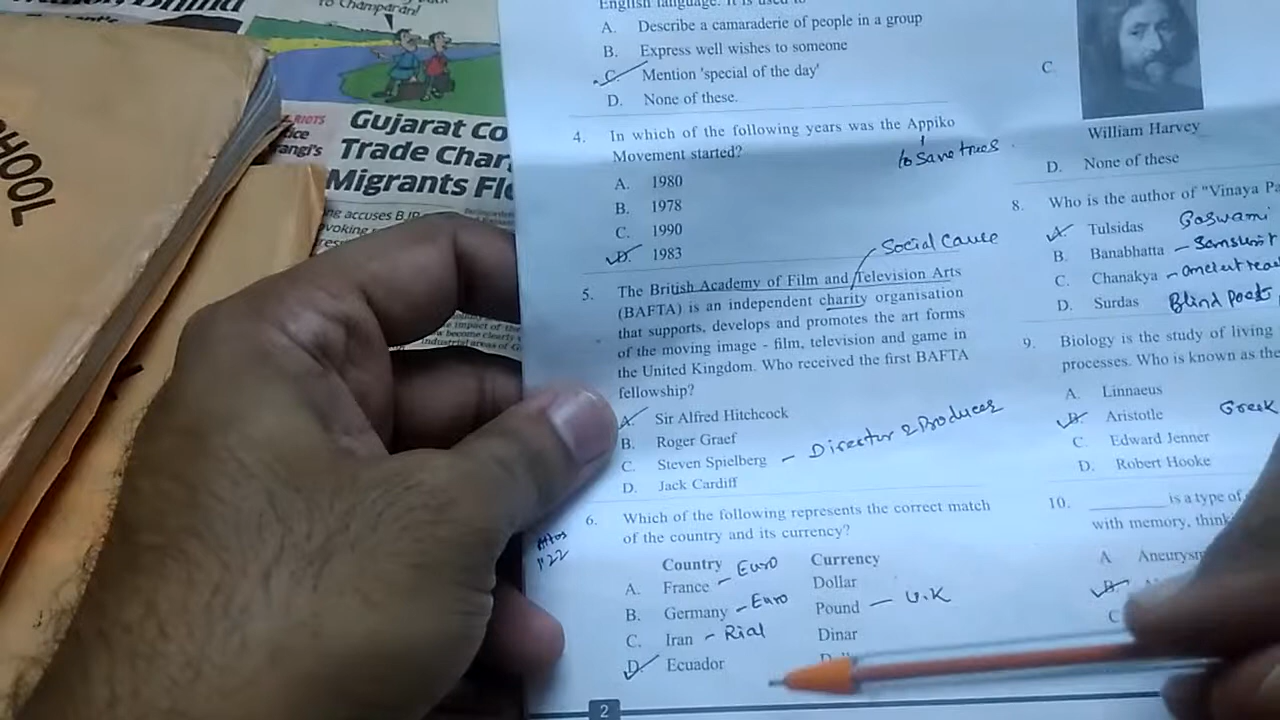 to Champaran!
CHOOL
RIOTS
Gujarat Co
Trade Char
Migrants Fl
ng accuses BJP
become clearly
industrial areas of G
English language. It is used to
A. Describe a camaraderie of people in a group
B. Express well wishes to someone
C. Mention 'special of the day'
D. None of these.
4. In which of the following years was the Appiko
Movement started?
to save trees
A. 1980
B. 1978
C. 1990
D. 1983
Social Cause
5. The British Academy of Film and Television Arts
(BAFTA) is an independent charity organisation
that supports, develops and promotes the art forms
of the moving image - film, television and game in
the United Kingdom. Who received the first BAFTA
fellowship?
A. Sir Alfred Hitchcock
B. Roger Graef
C. Steven Spielberg - Director & Producer
D. Jack Cardiff
6. Which of the following represents the correct match
of the country and its currency?
Country Currency
A. France - Euro Dollar
B. Germany - Euro Pound - U.K
C. Iran - Rial Dinar
D. Ecuador
2
C.
William Harvey
D. None of these
8. Who is the author of "Vinaya Pa
A. Tulsidas Goswami
B. Banabhatta -
C. Chanakya -
D. Surdas Blind Poet
9. Biology is the study of living
processes. Who is known as the
A. Linnaeus
B. Aristotle Greek
C. Edward Jenner
D. Robert Hooke
10. ________ is a type of
with memory, think
A Aneurysm
B.
C